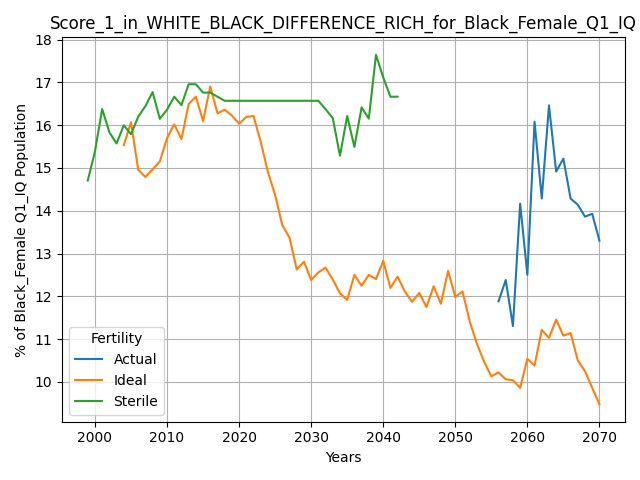 Score_1_in_WHITE_BLACK_DIFFERENCE_RICH_for_Black_Female_Q1_IQ
% of Black_Female Q1_IQ Population
18
17
16
15
14
13
12
11
10
Fertility
Actual
Ideal
Sterile
2000 2010 2020 2030 2040 2050 2060 2070
Years